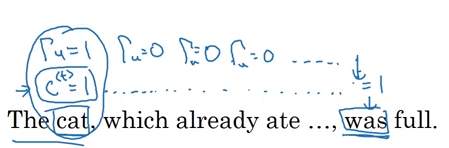 Γu=1 Γu=0 Γu=0 Γu=0 .....
c<t>=1 ............ =1
The cat, which already ate ..., was full.